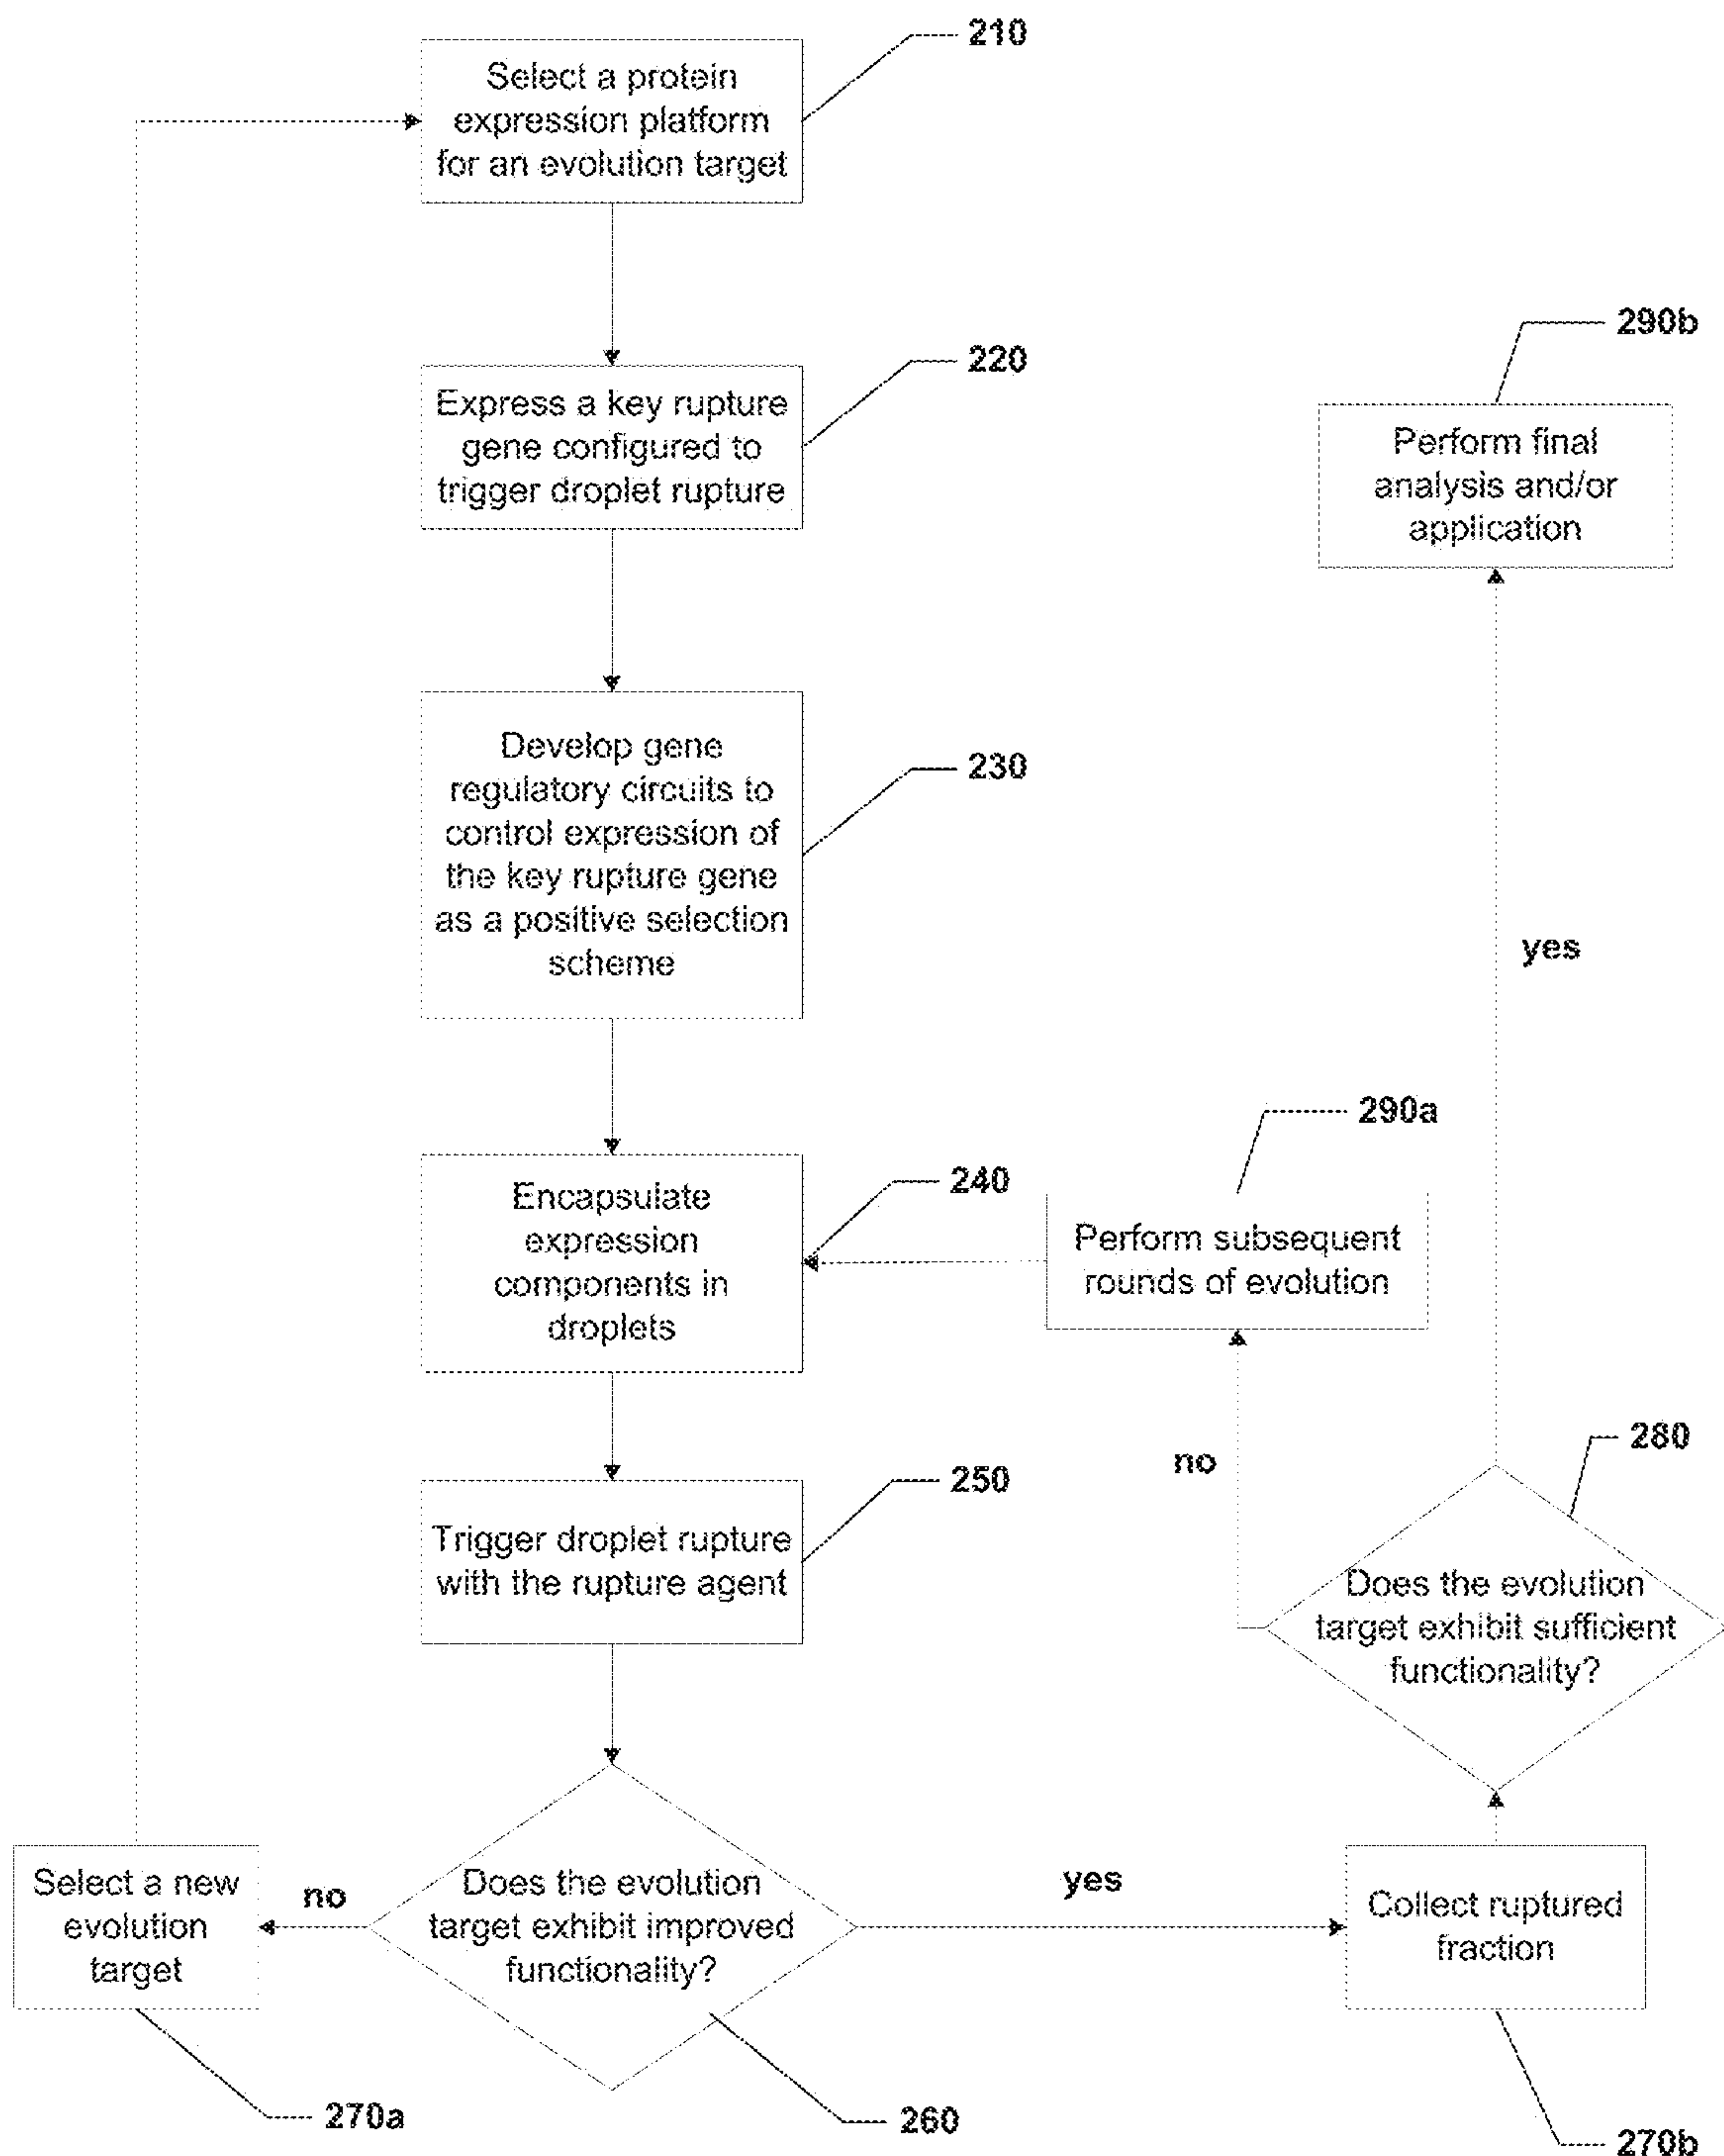 210
Select a protein
expression platform
for an evolution target
220
Express a key rupture
gene configured to
trigger droplet rupture
290b
Perform final
analysis and/or
application
230
Develop gene
regulatory circuits to
control expression of
the key rupture gene
as a positive selection
scheme
yes
290a
Perform subsequent
rounds of evolution
240
Encapsulate
expression
components in
droplets
280
Does the evolution
target exhibit sufficient
functionality?
no
250
Trigger droplet rupture
with the rupture agent
Select a new
evolution
target
no
Does the evolution
target exhibit improved
functionality?
yes
Collect ruptured
fraction
270a
260
270b